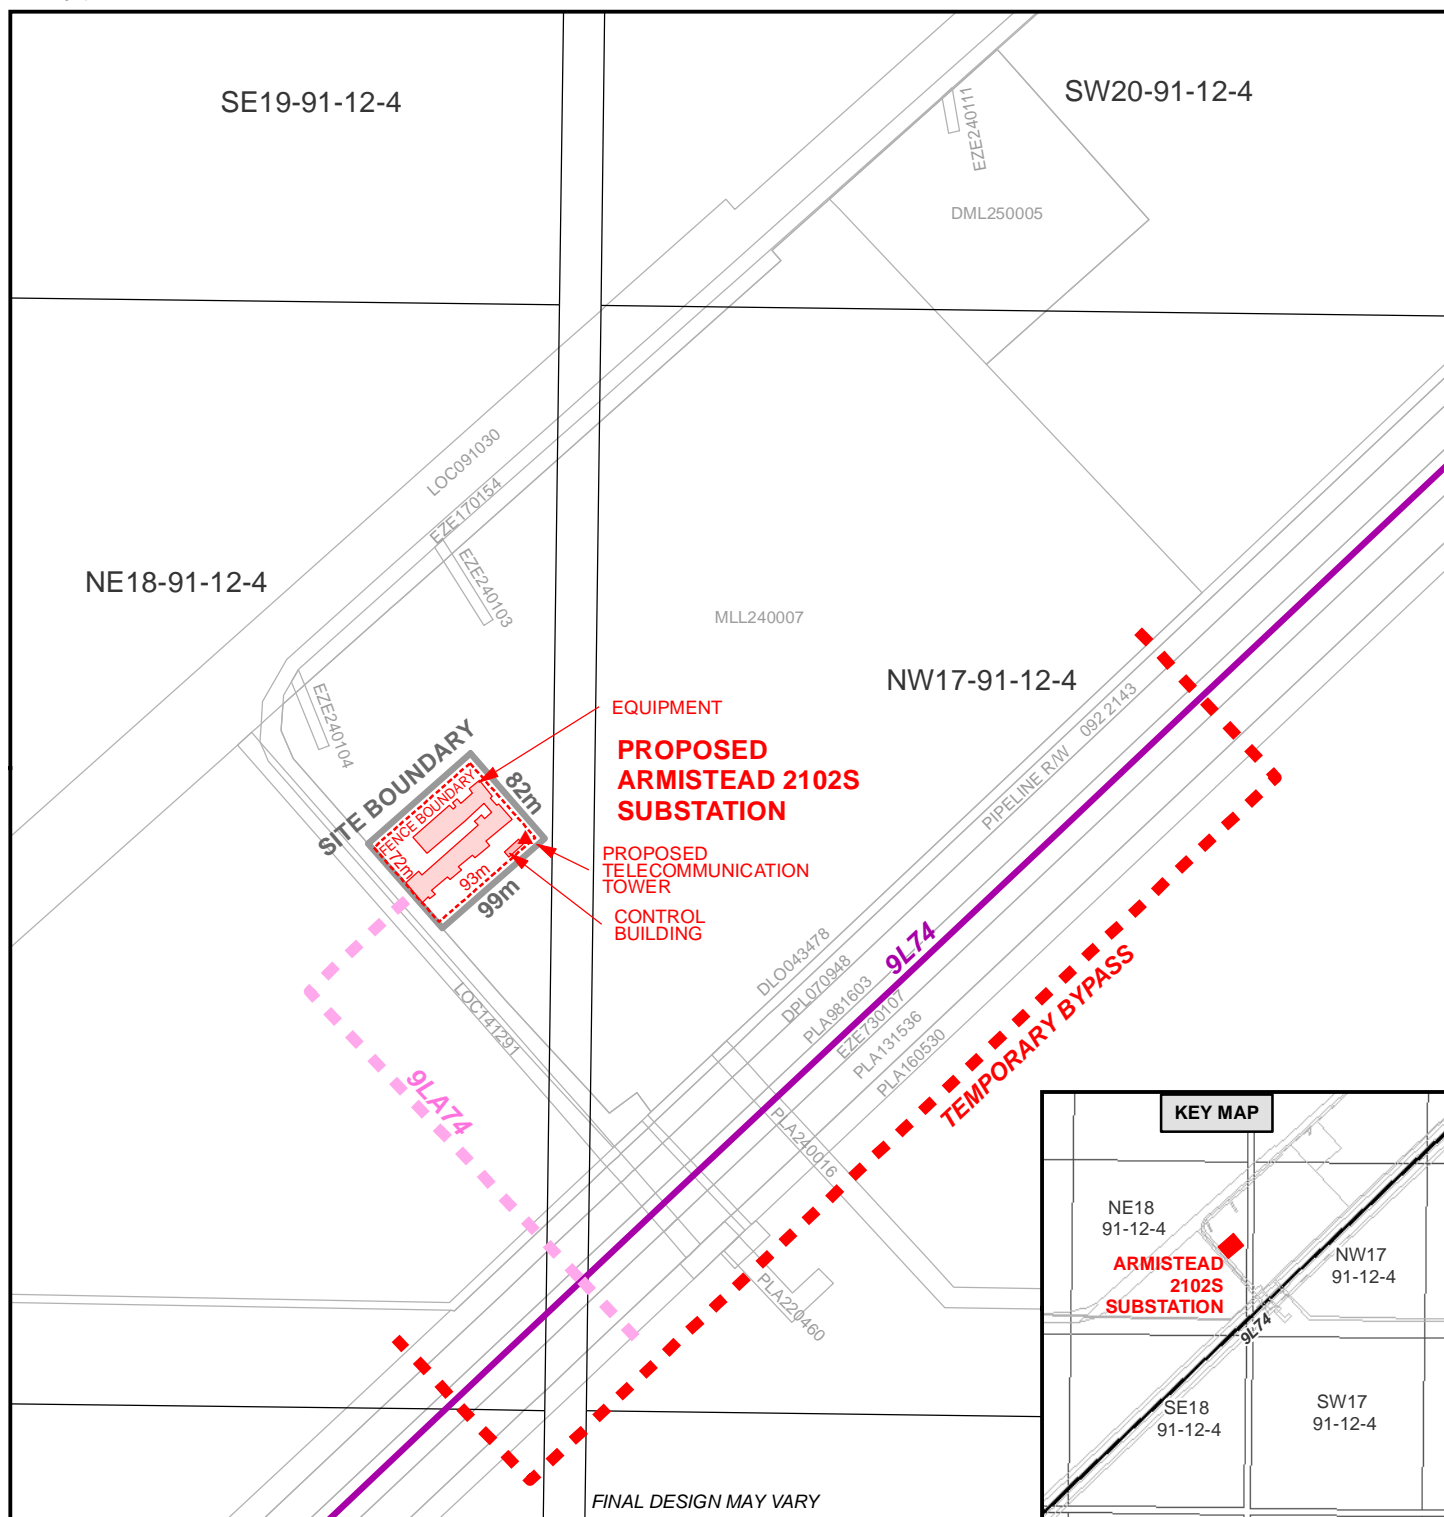 SE19-91-12-4
SW20-91-12-4
EZE240111
DML250005
LOC091030
EZE170154
EZE240103
NE18-91-12-4
MLL240007
NW17-91-12-4
EZE240104
EQUIPMENT
PROPOSED
ARMISTEAD 2102S
SUBSTATION
SITE BOUNDARY
82m
FENCE BOUNDARY
72m
93m
99m
PROPOSED
TELECOMMUNICATION
TOWER
CONTROL
BUILDING
PIPELINE R/W 092 2143
9L74
DLO043478
DPL070948
PLA981603
EZE730107
PLA131536
PLA160530
TEMPORARY BYPASS
LOC141291
9LA74
PLA240016
PLA220460
FINAL DESIGN MAY VARY
KEY MAP
NE18
91-12-4
ARMISTEAD
2102S
SUBSTATION
NW17
91-12-4
9L74
SE18
91-12-4
SW17
91-12-4